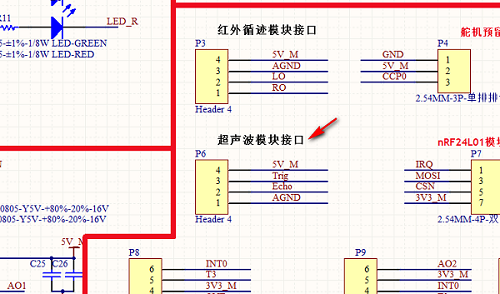 R11
LED_R
5-±1%-1/8W LED-GREEN
5-±1%-1/8W LED-RED
红外循迹模块接口
P3
4 5V_M
3 AGND
2 LO
1 RO
Header 4
舵机预留
P4
GND 1
5V_M 2
CCP0 3
2.54MM-3P-单排排
超声波模块接口
P6
4 5V_M
3 Trig
2 Echo
1 AGND
Header 4
nRF24L01模块
P7
IRQ 1
MOSI 3
CSN 5
3V3_M 7
2.54MM-4P-双
0805-Y5V-+80%-20%-16V
0805-Y5V-+80%-20%-16V
5V_M
C25 C26
AO1
P8
6 INT0
5 T3
4 3V3_M
P9
6 AO2
5 3V3_M
4 INT0
T1